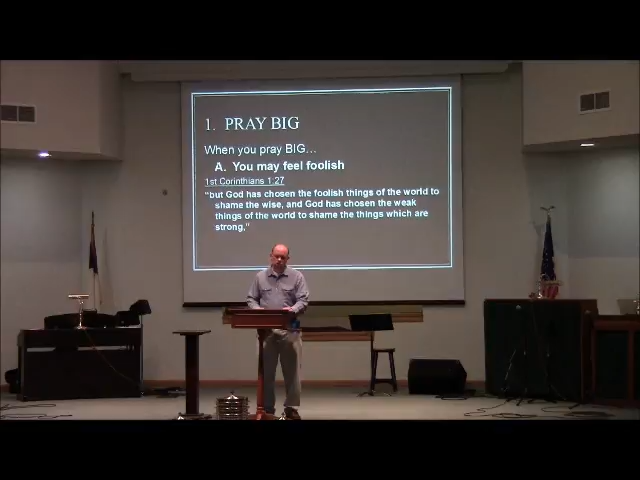 1. PRAY BIG
When you pray BIG...
A. You may feel foolish
1st Corinthians 1:27
"but God has chosen the foolish things of the world to
shame the wise, and God has chosen the weak
things of the world to shame the things which are
strong,"